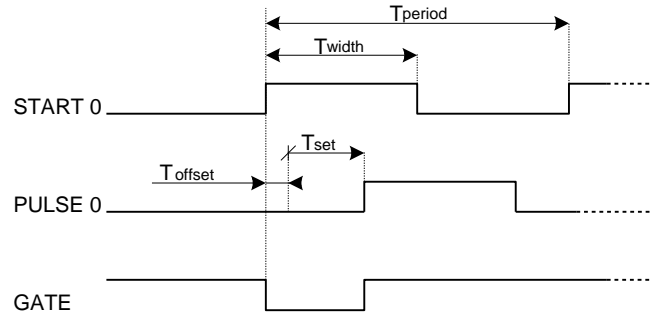 Tperiod
Twidth
START 0
Tset
Toffset
PULSE 0
GATE